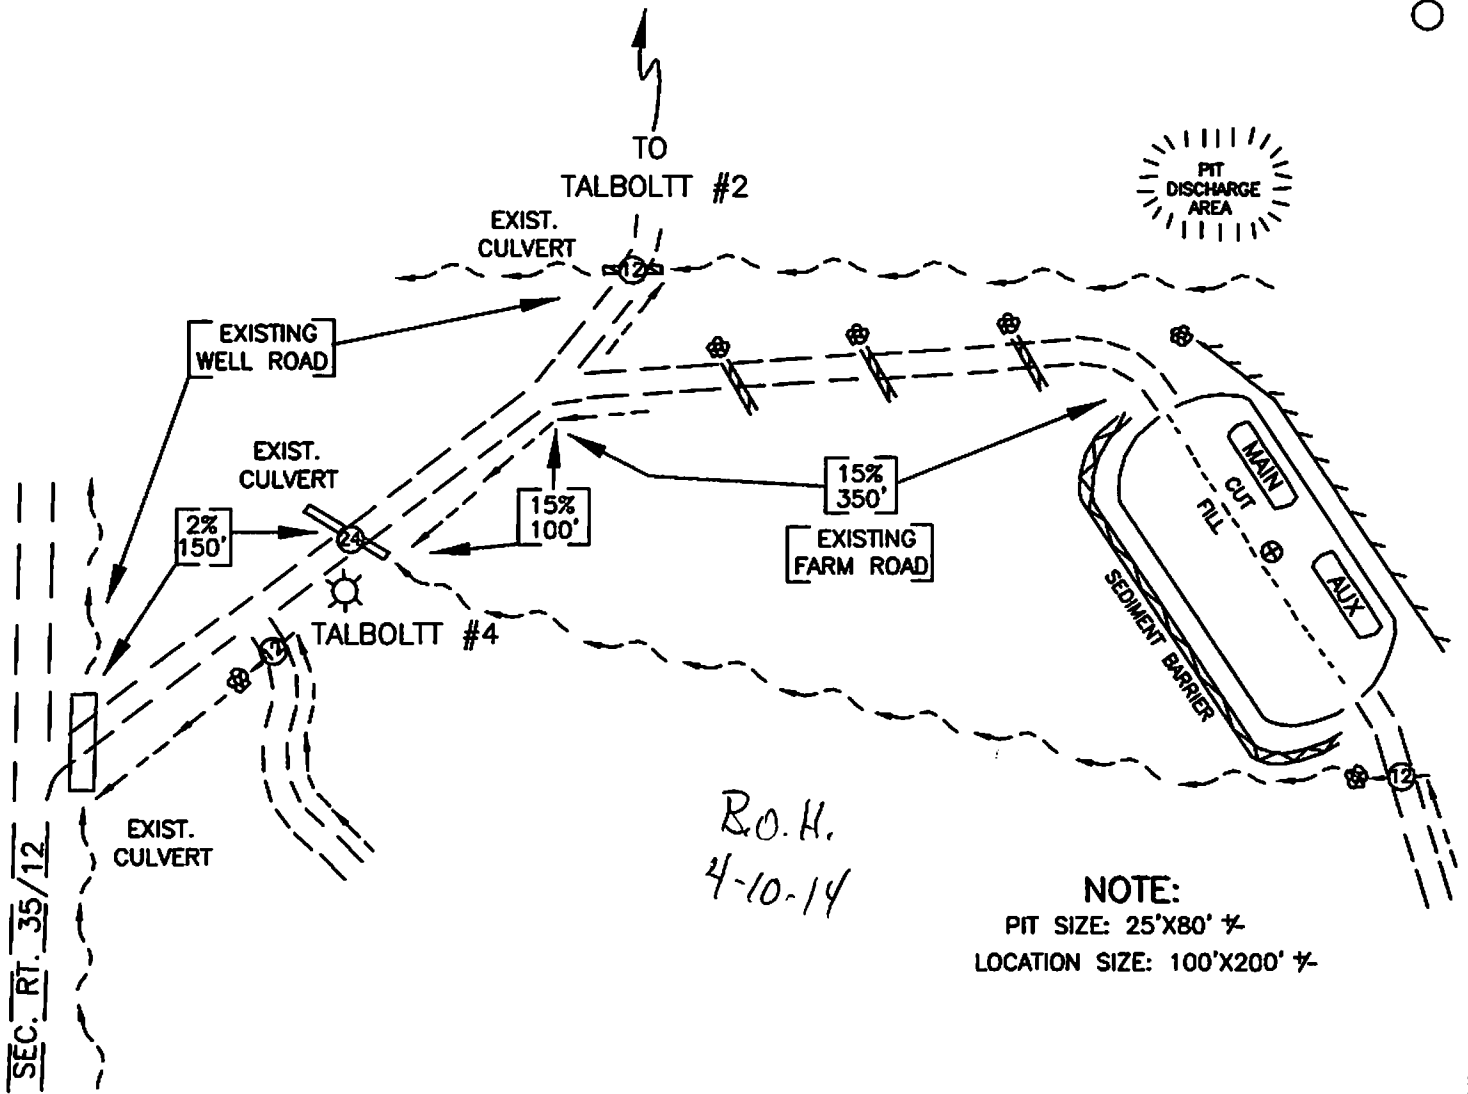 TO
TALBOLTT #2
PIT
DISCHARGE
AREA
EXIST.
CULVERT
12
EXISTING
WELL ROAD
EXIST.
CULVERT
2%
150'
24
15%
100'
15%
350'
EXISTING
FARM ROAD
MAIN
CUT
FILL
AUX
SEDIMENT BARRIER
TALBOLTT #4
12
12
EXIST.
CULVERT
SEC. RT. 35/12
B.O.H.
4-10-14
NOTE:
PIT SIZE: 25'X80' +/-
LOCATION SIZE: 100'X200' +/-